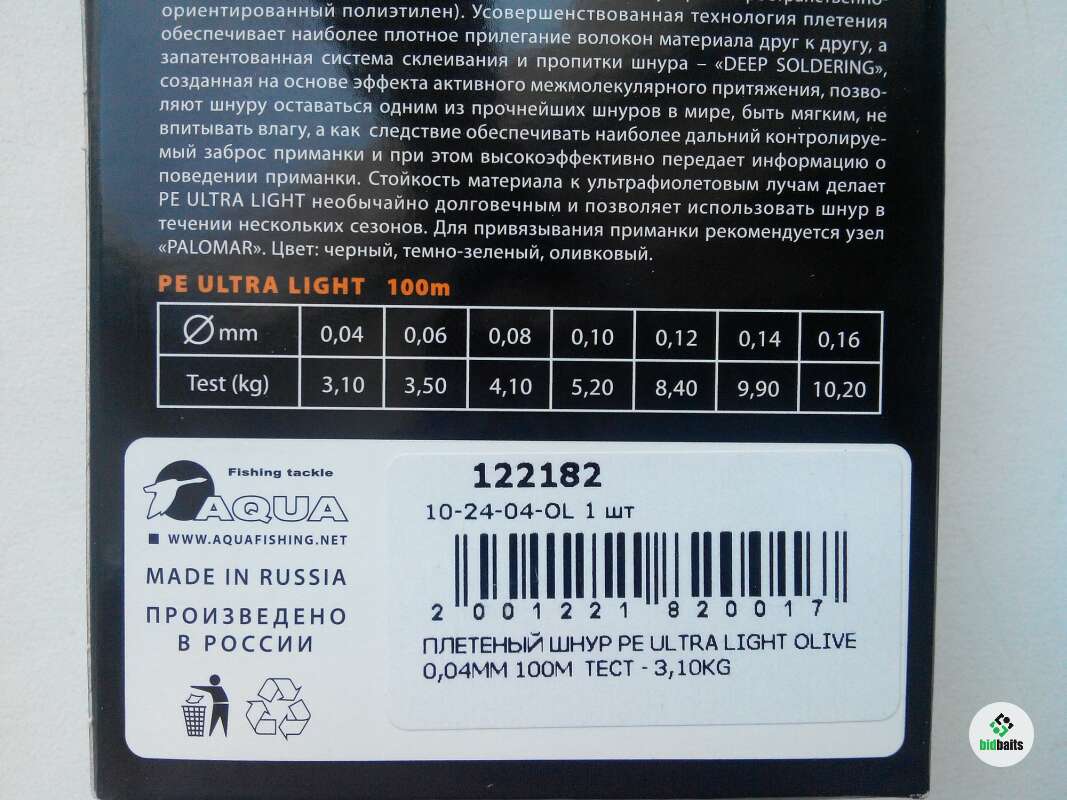 ориентированный полиэтилен). Усовершенствованная технология плетения
обеспечивает наиболее плотное прилегание волокон материала друг к другу, а
запатентованная система склеивания и пропитки шнура – «DEEP SOLDERING»,
созданная на основе эффекта активного межмолекулярного притяжения, позво-
ляют шнуру оставаться одним из прочнейших шнуров в мире, быть мягким, не
впитывать влагу, а как следствие обеспечивать наиболее дальний контролируе-
мый заброс приманки и при этом высокоэффективно передает информацию о
поведении приманки. Стойкость материала к ультрафиолетовым лучам делает
PE ULTRA LIGHT необычайно долговечным и позволяет использовать шнур в
течении нескольких сезонов. Для привязывания приманки рекомендуется узел
«PALOMAR». Цвет: черный, темно-зеленый, оливковый.
PE ULTRA LIGHT 100m
Ø mm 0,04 0,06 0,08 0,10 0,12 0,14 0,16
Test (kg) 3,10 3,50 4,10 5,20 8,40 9,90 10,20
Fishing tackle
AQUA
WWW.AQUAFISHING.NET
MADE IN RUSSIA
ПРОИЗВЕДЕНО
В РОССИИ
122182
10-24-04-OL 1 шт
2 001221 820017
ПЛЕТЕНЫЙ ШНУР PE ULTRA LIGHT OLIVE
0,04ММ 100М ТЕСТ - 3,10KG
bidbaits